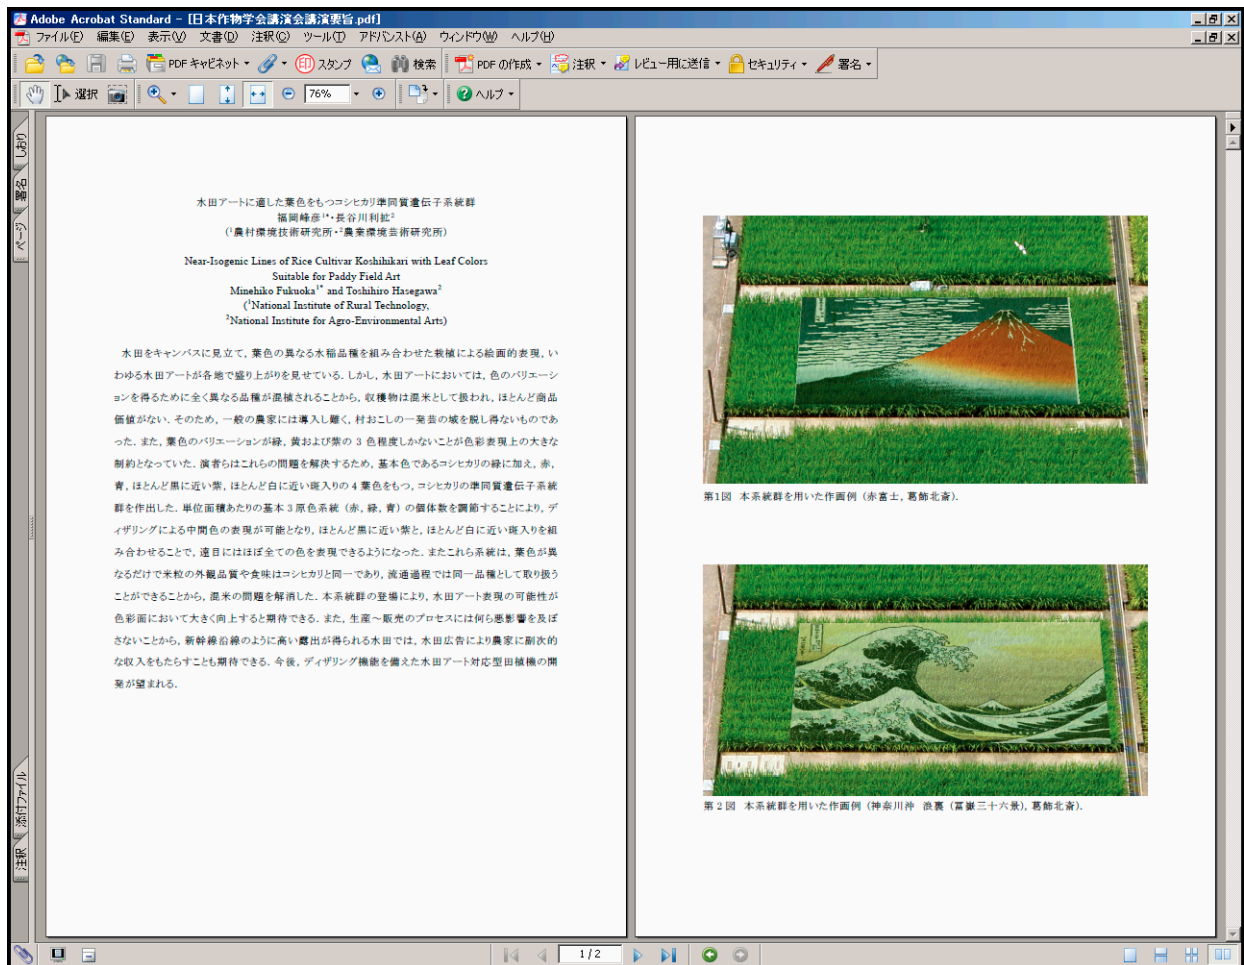 Adobe Acrobat Standard - [日本作物学会講演会講演要旨.pdf]
ファイル(F) 編集(E) 表示(V) 文書(D) 注釈(C) ツール(T) アドバンスト(A) ウィンドウ(W) ヘルプ(H)
PDF キャビネット スタンプ 検索 PDF の作成 注釈 レビュー用に送信 セキュリティ 署名
選択 76% ヘルプ
しおり
署名
ページ
添付ファイル
注釈
水田アートに適した葉色をもつコシヒカリ準同質遺伝子系統群
福岡峰彦1*・長谷川利拡2
(1農村環境技術研究所・2農業環境芸術研究所)
Near-Isogenic Lines of Rice Cultivar Koshihikari with Leaf Colors
Suitable for Paddy Field Art
Minehiko Fukuoka1* and Toshihiro Hasegawa2
(1National Institute of Rural Technology,
2National Institute for Agro-Environmental Arts)
水田をキャンバスに見立て, 葉色の異なる水稲品種を組み合わせた栽植による絵画的表現, い
わゆる水田アートが各地で盛り上がりを見せている. しかし, 水田アートにおいては, 色のバリエーシ
ョンを得るために全く異なる品種が混植されることから, 収穫物は混米として扱われ, ほとんど商品
価値がない. そのため, 一般の農家には導入し難く, 村おこしの一発芸の域を脱し得ないものであ
った. また, 葉色のバリエーションが緑, 黄および紫の 3 色程度しかないことが色彩表現上の大きな
制約となっていた. 演者らはこれらの問題を解決するため, 基本色であるコシヒカリの緑に加え, 赤,
青, ほとんど黒に近い紫, ほとんど白に近い斑入りの 4 葉色をもつ, コシヒカリの準同質遺伝子系統
群を作出した. 単位面積あたりの基本 3 原色系統 (赤, 緑, 青) の個体数を調節することにより, デ
ィザリングによる中間色の表現が可能となり, ほとんど黒に近い紫と, ほとんど白に近い斑入りを組
み合わせることで, 遠目にはほぼ全ての色を表現できるようになった. またこれら系統は, 葉色が異
なるだけで米粒の外観品質や食味はコシヒカリと同一であり, 流通過程では同一品種として取り扱う
ことができることから, 混米の問題を解消した. 本系統群の登場により, 水田アート表現の可能性が
色彩面において大きく向上すると期待できる. また, 生産～販売のプロセスには何ら悪影響を及ぼ
さないことから, 新幹線沿線のように高い露出が得られる水田では, 水田広告により農家に副次的
な収入をもたらすことも期待できる. 今後, ディザリング機能を備えた水田アート対応型田植機の開
発が望まれる.
第1図 本系統群を用いた作画例 (赤富士, 葛飾北斎).
第2図 本系統群を用いた作画例 (神奈川沖 浪裏 (冨嶽三十六景), 葛飾北斎).
1/2